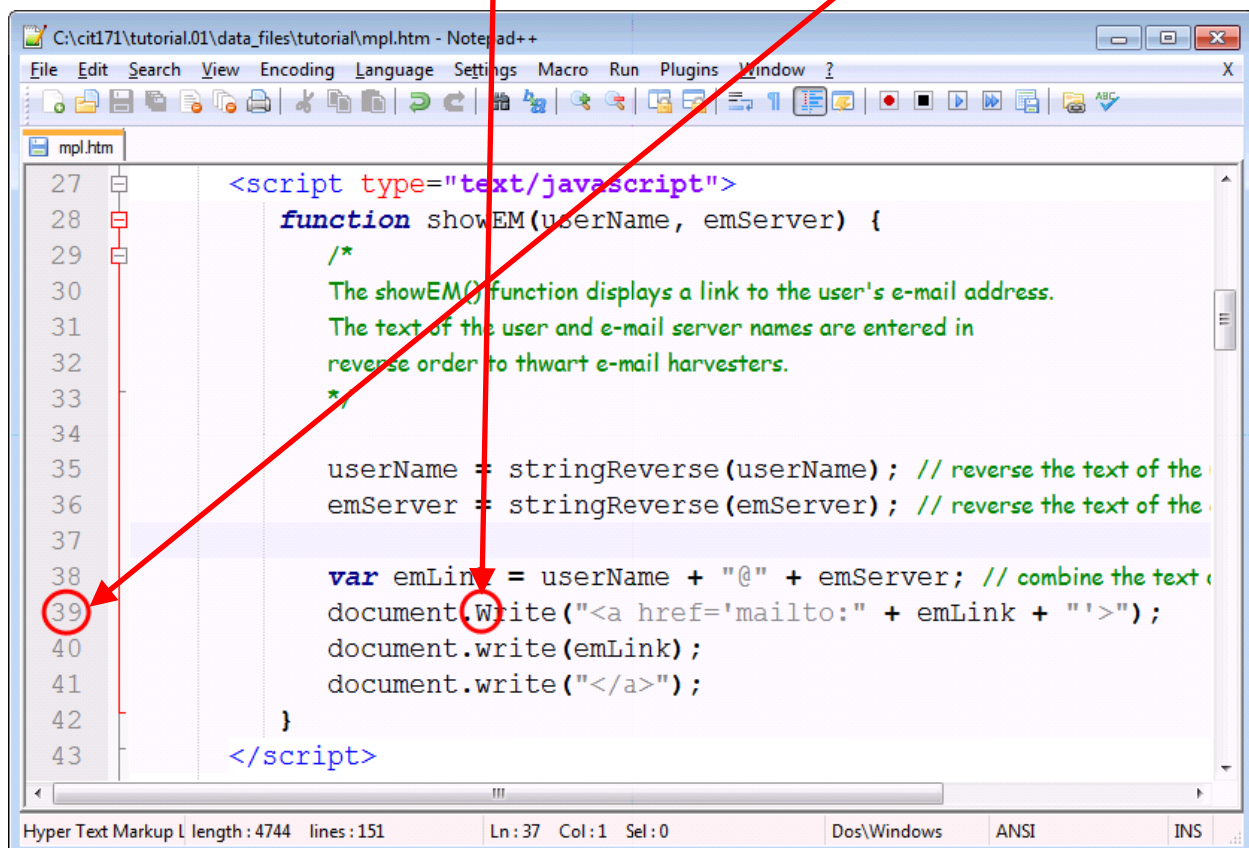 C:\cit171\tutorial.01\data_files\tutorial\mpl.htm - Notepad++
File Edit Search View Encoding Language Settings Macro Run Plugins Window ? X
ABC
mpl.htm
27 <script type="text/javascript">
28 function showEM(userName, emServer) {
29 /*
30 The showEM() function displays a link to the user's e-mail address.
31 The text of the user and e-mail server names are entered in
32 reverse order to thwart e-mail harvesters.
33 */
34
35 userName = stringReverse(userName); // reverse the text of the
36 emServer = stringReverse(emServer); // reverse the text of the
37
38 var emLink = userName + "@" + emServer; // combine the text
39 document.Write("<a href='mailto:" + emLink + "'>");
40 document.write(emLink);
41 document.write("</a>");
42 }
43 </script>
Hyper Text Markup L length : 4744 lines : 151 Ln : 37 Col : 1 Sel : 0 Dos\Windows ANSI INS